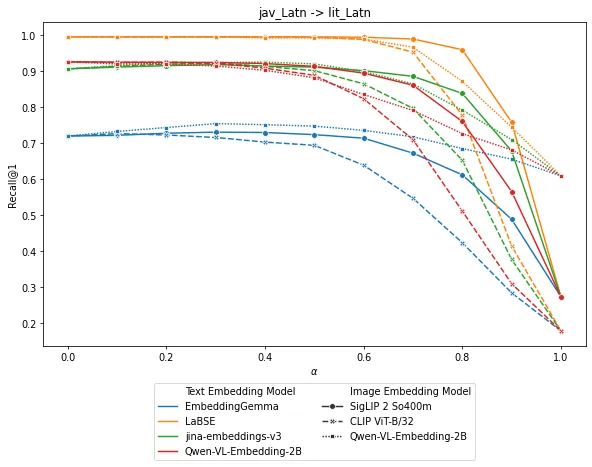 jav_Latn -> lit_Latn
1.0
0.9
0.8
0.7
0.6
0.5
0.4
0.3
0.2
Recall@1
0.0 0.2 0.4 0.6 0.8 1.0
α
Text Embedding Model Image Embedding Model
EmbeddingGemma SigLIP 2 So400m
LaBSE CLIP ViT-B/32
jina-embeddings-v3 Qwen-VL-Embedding-2B
Qwen-VL-Embedding-2B